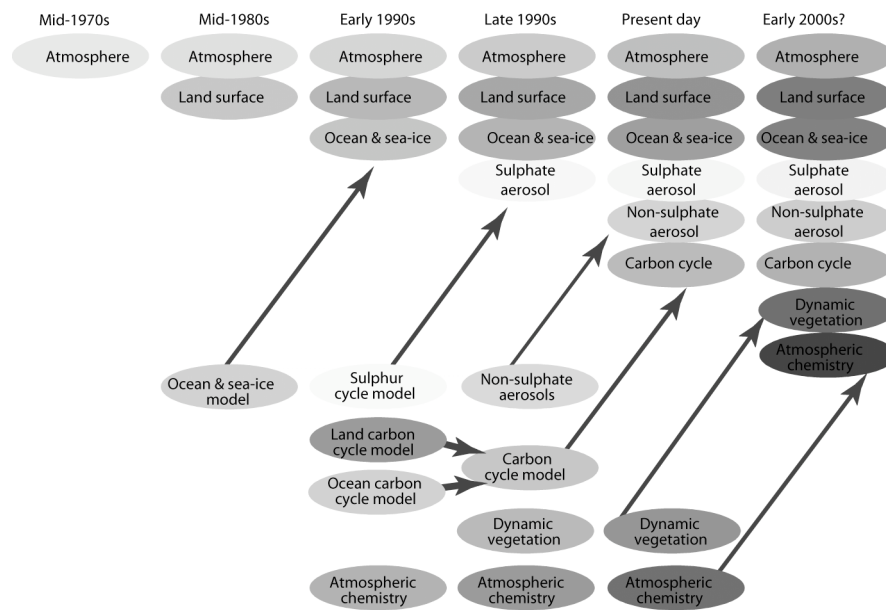 Mid-1970s
Mid-1980s
Early 1990s
Late 1990s
Present day
Early 2000s?
Atmosphere
Atmosphere
Atmosphere
Atmosphere
Atmosphere
Atmosphere
Land surface
Land surface
Land surface
Land surface
Land surface
Ocean & sea-ice
Ocean & sea-ice
Ocean & sea-ice
Ocean & sea-ice
Sulphate
aerosol
Sulphate
aerosol
Sulphate
aerosol
Non-sulphate
aerosol
Non-sulphate
aerosol
Carbon cycle
Carbon cycle
Dynamic
vegetation
Atmospheric
chemistry
Ocean & sea-ice
model
Sulphur
cycle model
Non-sulphate
aerosols
Land carbon
cycle model
Carbon
cycle model
Ocean carbon
cycle model
Dynamic
vegetation
Dynamic
vegetation
Atmospheric
chemistry
Atmospheric
chemistry
Atmospheric
chemistry